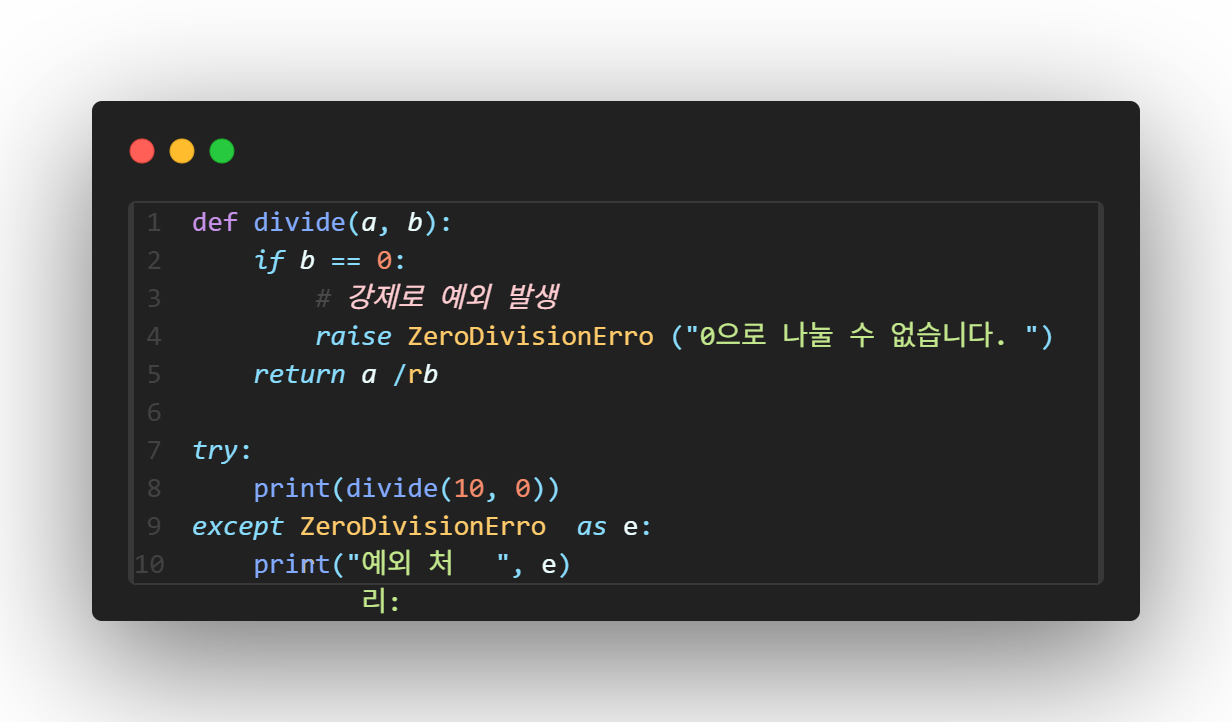 1 def divide(a, b):
2     if b == 0:
3         # 강제로 예외 발생
4         raise ZeroDivisionErro ("0으로 나눌 수 없습니다. ")
5     return a /rb
6
7 try:
8     print(divide(10, 0))
9 except ZeroDivisionErro  as e:
10     print("예외 처   ", e)
리: